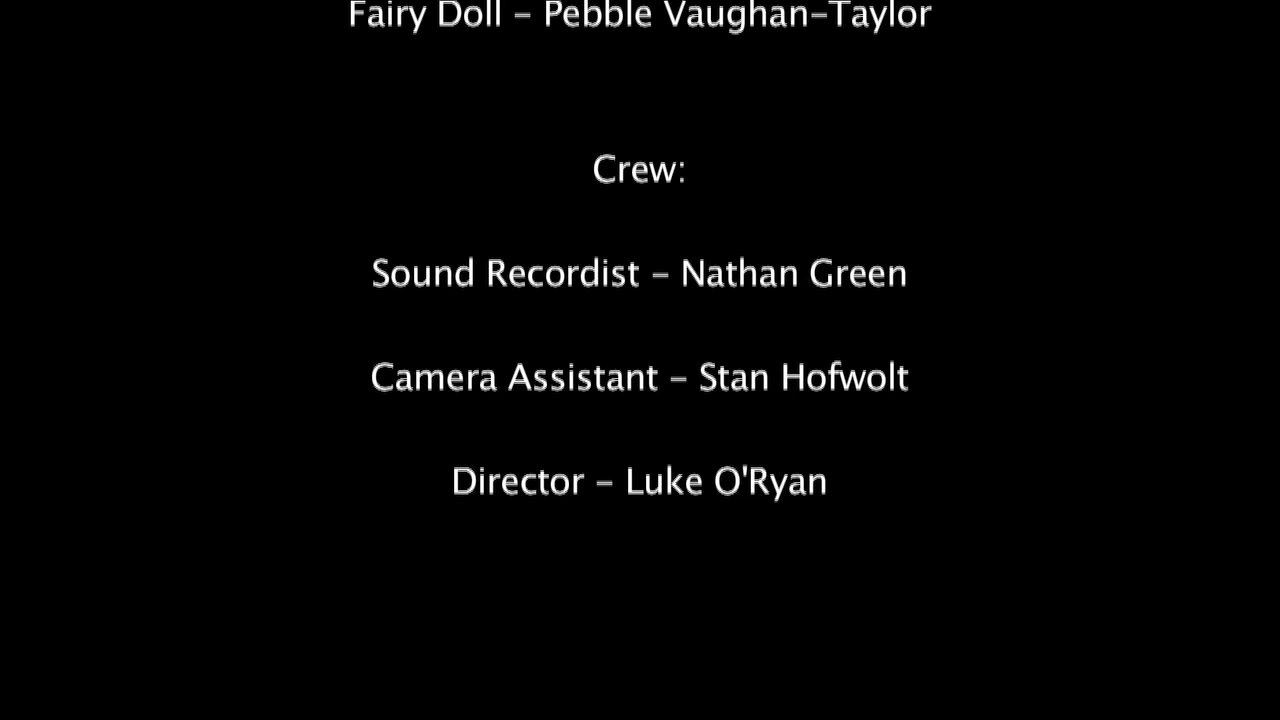 Fairy Doll - Pebble Vaughan-Taylor
Crew:
Sound Recordist - Nathan Green
Camera Assistant - Stan Hofwolt
Director - Luke O'Ryan